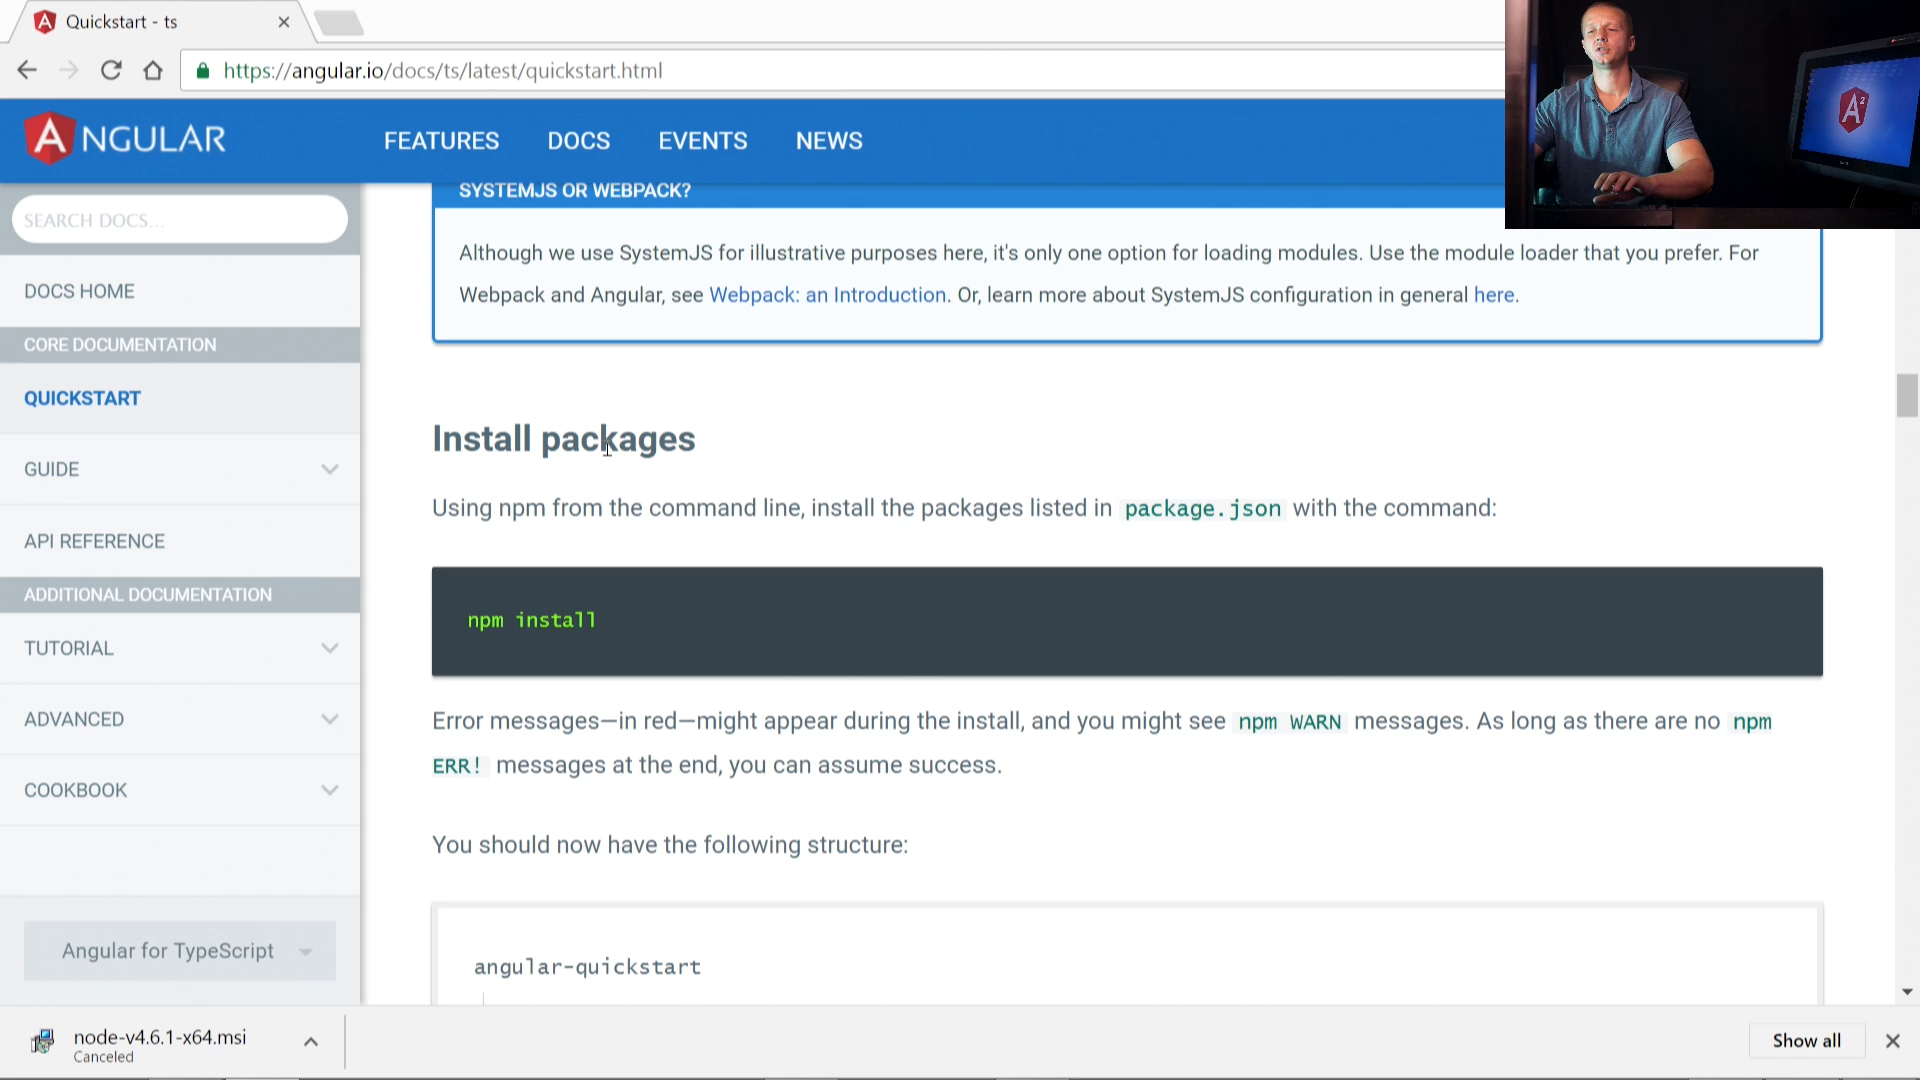 Quickstart - ts
https://angular.io/docs/ts/latest/quickstart.html
ANGULAR
FEATURES
DOCS
EVENTS
NEWS
SEARCH DOCS...
DOCS HOME
CORE DOCUMENTATION
QUICKSTART
GUIDE
API REFERENCE
ADDITIONAL DOCUMENTATION
TUTORIAL
ADVANCED
COOKBOOK
Angular for TypeScript
SYSTEMJS OR WEBPACK?
Although we use SystemJS for illustrative purposes here, it's only one option for loading modules. Use the module loader that you prefer. For
Webpack and Angular, see Webpack: an Introduction. Or, learn more about SystemJS configuration in general here.
Install packages
Using npm from the command line, install the packages listed in package.json with the command:
npm install
Error messages—in red—might appear during the install, and you might see npm WARN messages. As long as there are no npm
ERR! messages at the end, you can assume success.
You should now have the following structure:
angular-quickstart
node-v4.6.1-x64.msi
Canceled
Show all
A2